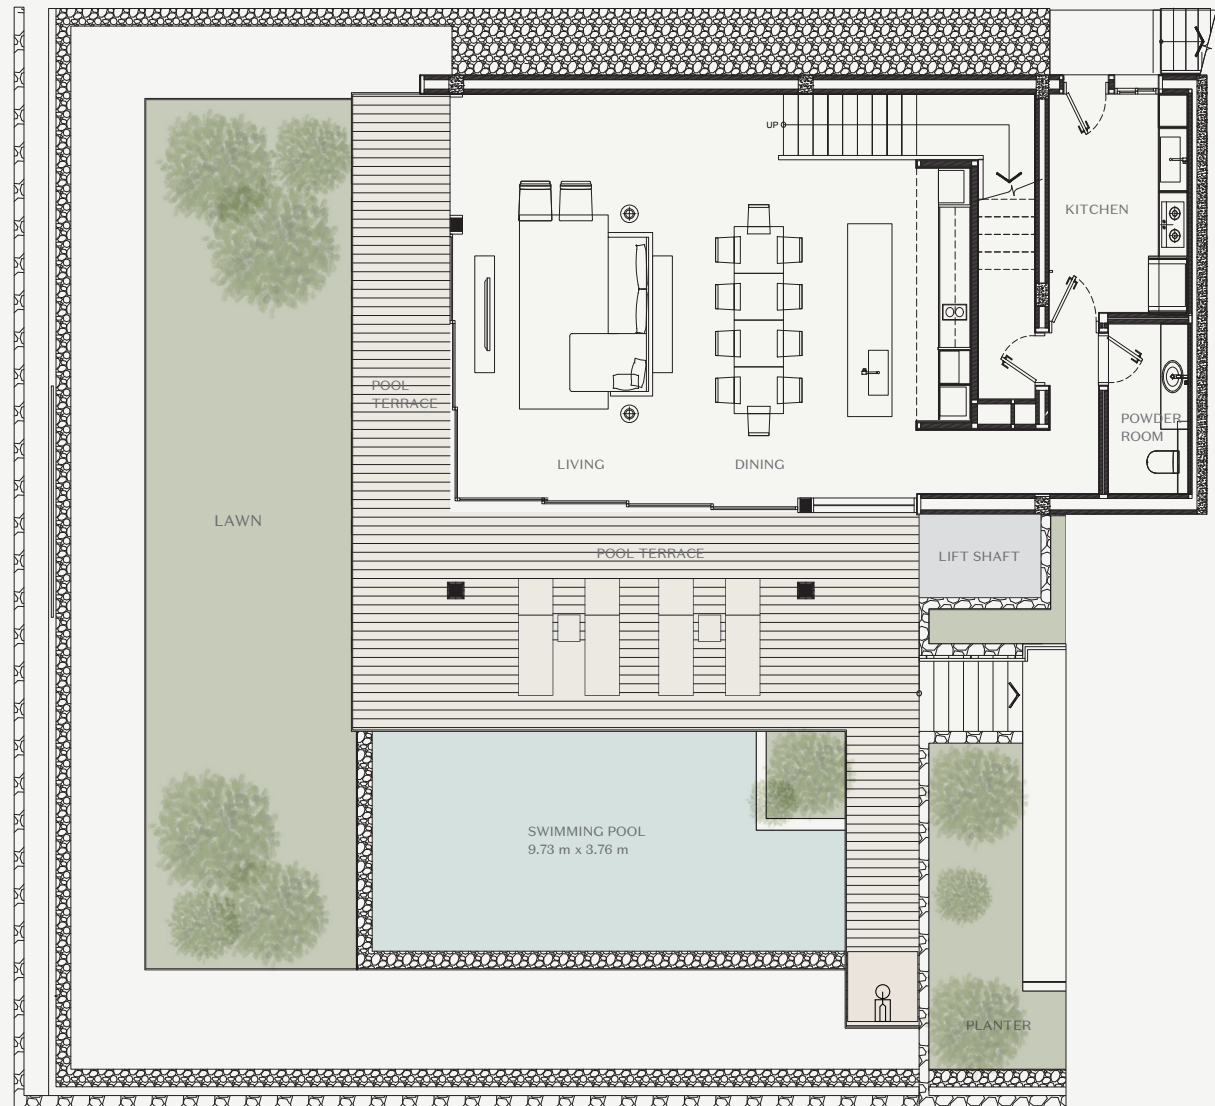 UP
KITCHEN
POOL
TERRACE
POWDER
ROOM
LIVING
DINING
LAWN
POOL TERRACE
LIFT SHAFT
SWIMMING POOL
9.73 m x 3.76 m
PLANTER